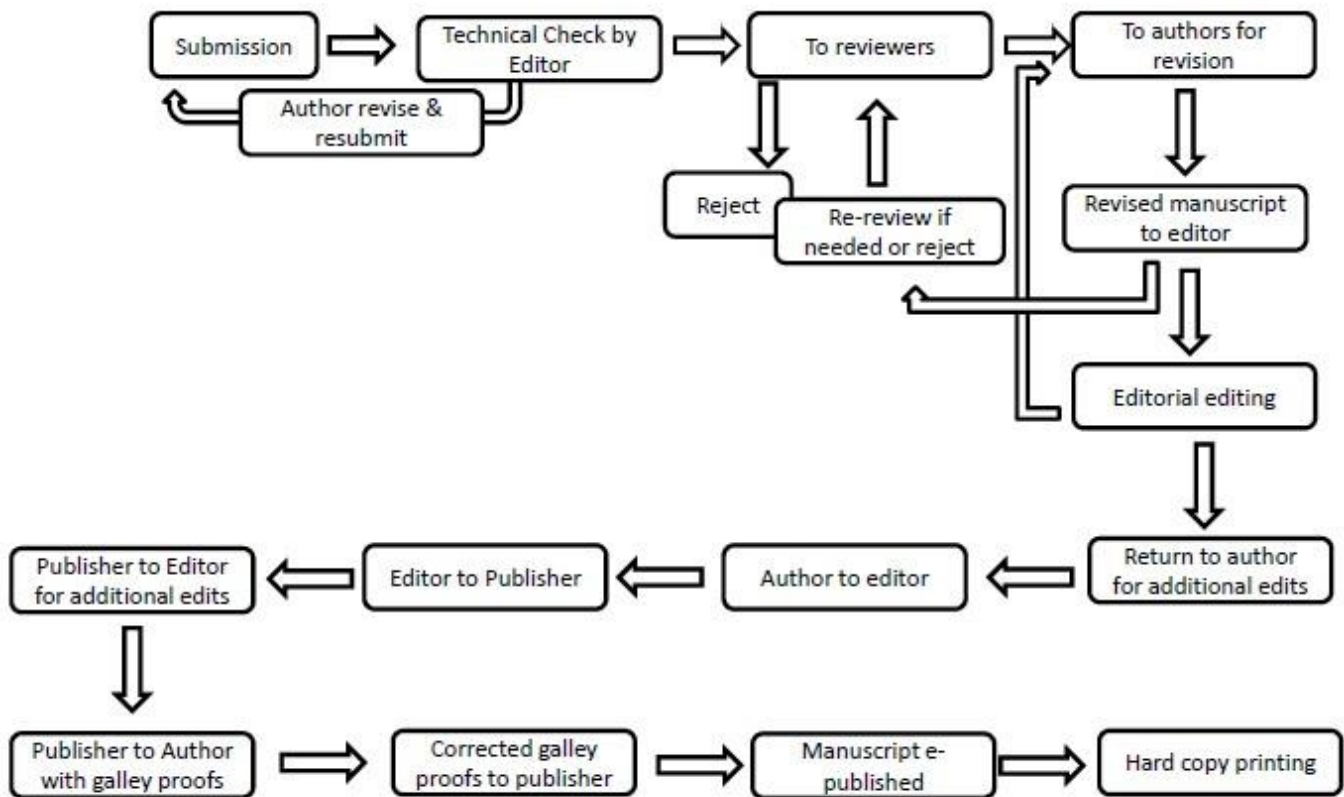 Submission
Technical Check by
Editor
To reviewers
To authors for
revision
Author revise &
resubmit
Reject
Re-review if
needed or reject
Revised manuscript
to editor
Editorial editing
Return to author
for additional edits
Author to editor
Editor to Publisher
Publisher to Editor
for additional edits
Publisher to Author
with galley proofs
Corrected galley
proofs to publisher
Manuscript e-
published
Hard copy printing